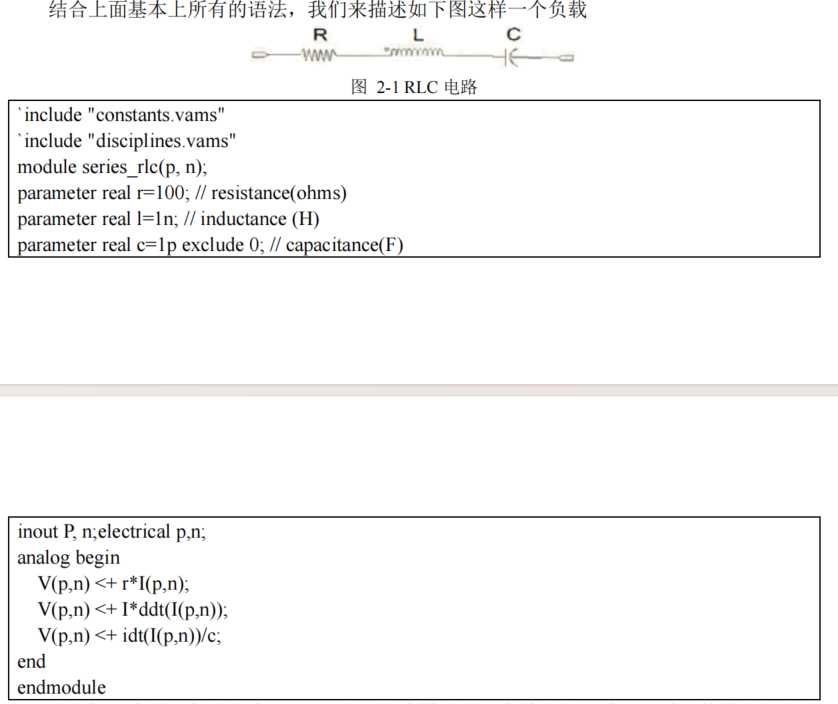 结合上面基本上所有的语法，我们来描述如下图这样一个负载
R L C
图 2-1 RLC 电路
`include "constants.vams"
`include "disciplines.vams"
module series_rlc(p, n);
parameter real r=100; // resistance(ohms)
parameter real l=1n; // inductance (H)
parameter real c=1p exclude 0; // capacitance(F)
inout P, n;electrical p,n;
analog begin
V(p,n) <+ r*I(p,n);
V(p,n) <+ I*ddt(I(p,n));
V(p,n) <+ idt(I(p,n))/c;
end
endmodule